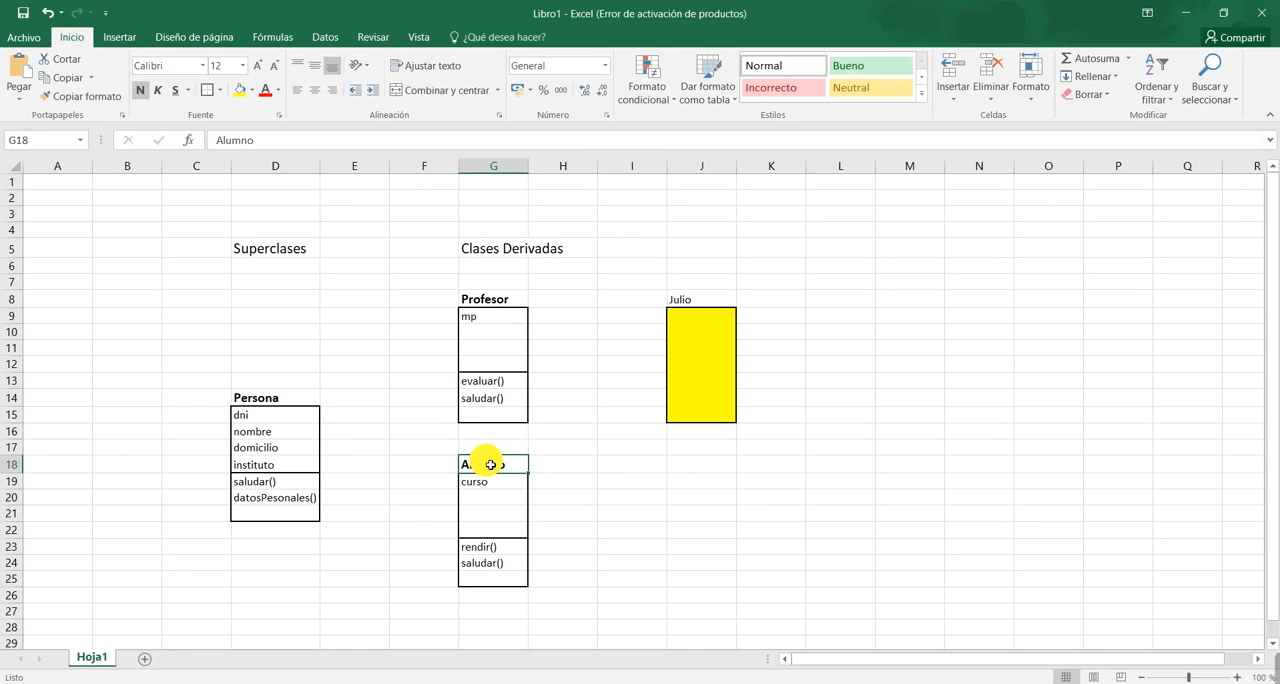 Libro1 - Excel (Error de activación de productos)
Archivo Inicio Insertar Diseño de página Fórmulas Datos Revisar Vista ¿Qué desea hacer? Compartir
Pegar
Cortar
Copiar
Copiar formato
Portapapeles
Calibri 12
N K S
Fuente
Ajustar texto
Combinar y centrar
Alineación
General
% 000
Número
Formato condicional
Dar formato como tabla
Normal Bueno
Incorrecto Neutral
Estilos
Insertar Eliminar Formato
Celdas
Autosuma
Rellenar
Borrar
Ordenar y filtrar
Buscar y seleccionar
Modificar
G18 fx Alumno
A B C D E F G H I J K L M N O P Q R
1
2
3
4
5 Superclases Clases Derivadas
6
7
8 Profesor Julio
9 mp
10
11
12
13 evaluar()
14 Persona saludar()
15 dni
16 nombre
17 domicilio
18 instituto
19 saludar() curso
20 datosPesonales()
21
22
23 rendir()
24 saludar()
25
26
27
28
29
Hoja1
Listo 100 %